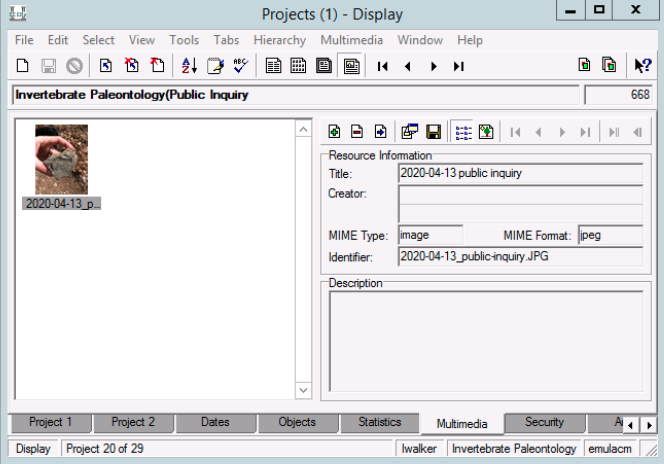 Projects (1) - Display
File Edit Select View Tools Tabs Hierarchy Multimedia Window Help
Invertebrate Paleontology(Public Inquiry 668
2020-04-13_p...
Resource Information
Title: 2020-04-13 public inquiry
Creator:
MIME Type: image MIME Format: jpeg
Identifier: 2020-04-13_public-inquiry.JPG
Description
Project 1 Project 2 Dates Objects Statistics Multimedia Security
Display Project 20 of 29 lwalker Invertebrate Paleontology emulacm